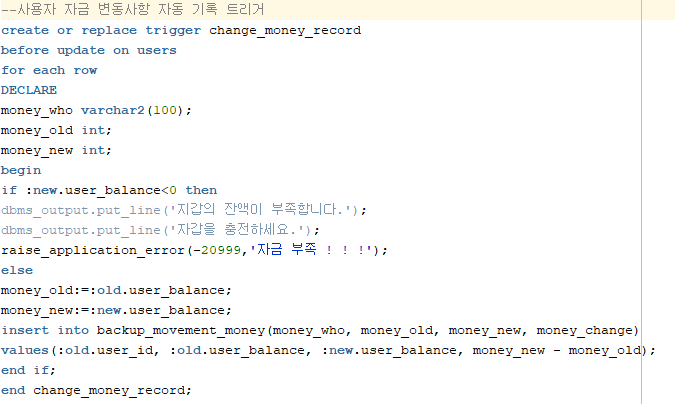 --사용자 자금 변동사항 자동 기록 트리거
create or replace trigger change_money_record
before update on users
for each row
DECLARE
money_who varchar2(100);
money_old int;
money_new int;
begin
if :new.user_balance<0 then
dbms_output.put_line('지갑의 잔액이 부족합니다.');
dbms_output.put_line('자갑을 충전하세요.');
raise_application_error(-20999,'자금 부족 ! ! !');
else
money_old:=:old.user_balance;
money_new:=:new.user_balance;
insert into backup_movement_money(money_who, money_old, money_new, money_change)
values(:old.user_id, :old.user_balance, :new.user_balance, money_new - money_old);
end if;
end change_money_record;